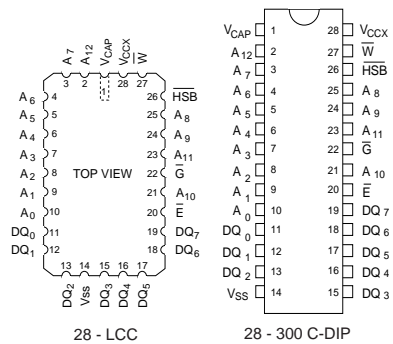 A7 A12 VCAP VCCX W̅
3 2 1 28 27
A6 4 26 H̅S̅B̅
A5 5 25 A8
A4 6 24 A9
A3 7 23 A11
A2 8 TOP VIEW 22 G̅
A1 9 21 A10
A0 10 20 E̅
DQ0 11 19 DQ7
DQ1 12 18 DQ6
13 14 15 16 17
DQ2 VSS DQ3 DQ4 DQ5
28 - LCC
VCAP 1 28 VCCX
A12 2 27 W̅
A7 3 26 H̅S̅B̅
A6 4 25 A8
A5 5 24 A9
A4 6 23 A11
A3 7 22 G̅
A2 8 21 A10
A1 9 20 E̅
A0 10 19 DQ7
DQ0 11 18 DQ6
DQ1 12 17 DQ5
DQ2 13 16 DQ4
VSS 14 15 DQ3
28 - 300 C-DIP